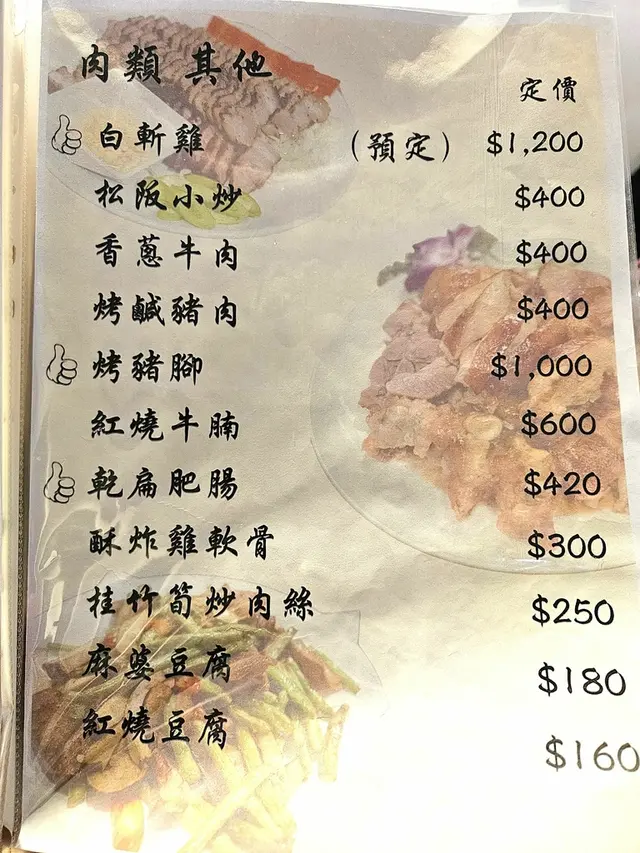 肉類 其他
定價
白斬雞 (預定) $1,200
松阪小炒 $400
香蔥牛肉 $400
烤鹹豬肉 $400
烤豬腳 $1,000
紅燒牛腩 $600
乾扁肥腸 $420
酥炸雞軟骨 $300
桂竹筍炒肉絲 $250
麻婆豆腐 $180
紅燒豆腐 $160